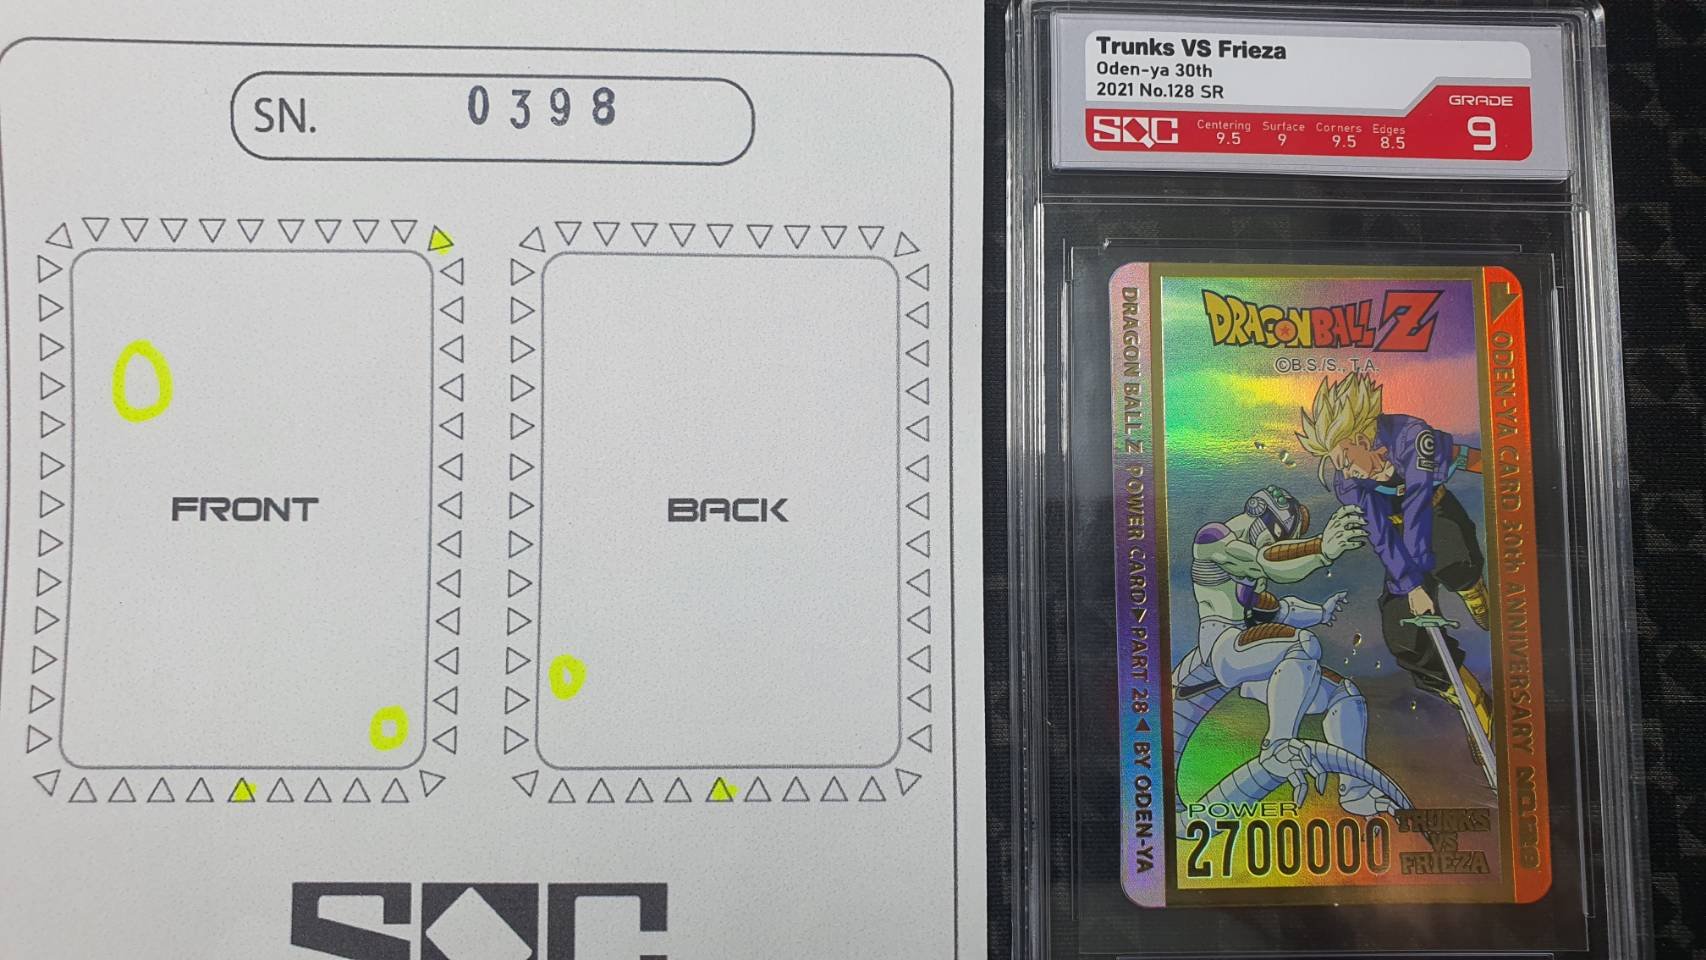 SN. 0398
FRONT
BACK
SQC
Trunks VS Frieza
Oden-ya 30th
2021 No.128 SR
GRADE
9
SQC
Centering Surface Corners Edges
9.5 9 9.5 8.5
DRAGON BALL Z
©B.S./S., T.A.
DRAGON BALL Z POWER CARD▶PART 28◀BY ODEN-YA
ODEN-YA CARD 30th ANNIVERSARY
POWER
2700000
TRUNKS
VS
FRIEZA